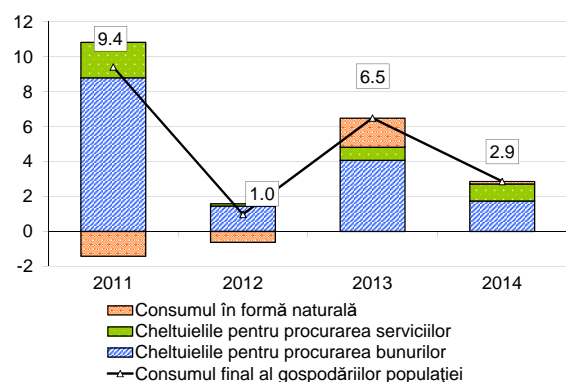 12
10
8
6
4
2
0
-2
9.4
1.0
6.5
2.9
2011 2012 2013 2014
Consumul în formă naturală
Cheltuielile pentru procurarea serviciilor
Cheltuielile pentru procurarea bunurilor
Consumul final al gospodăriilor populației